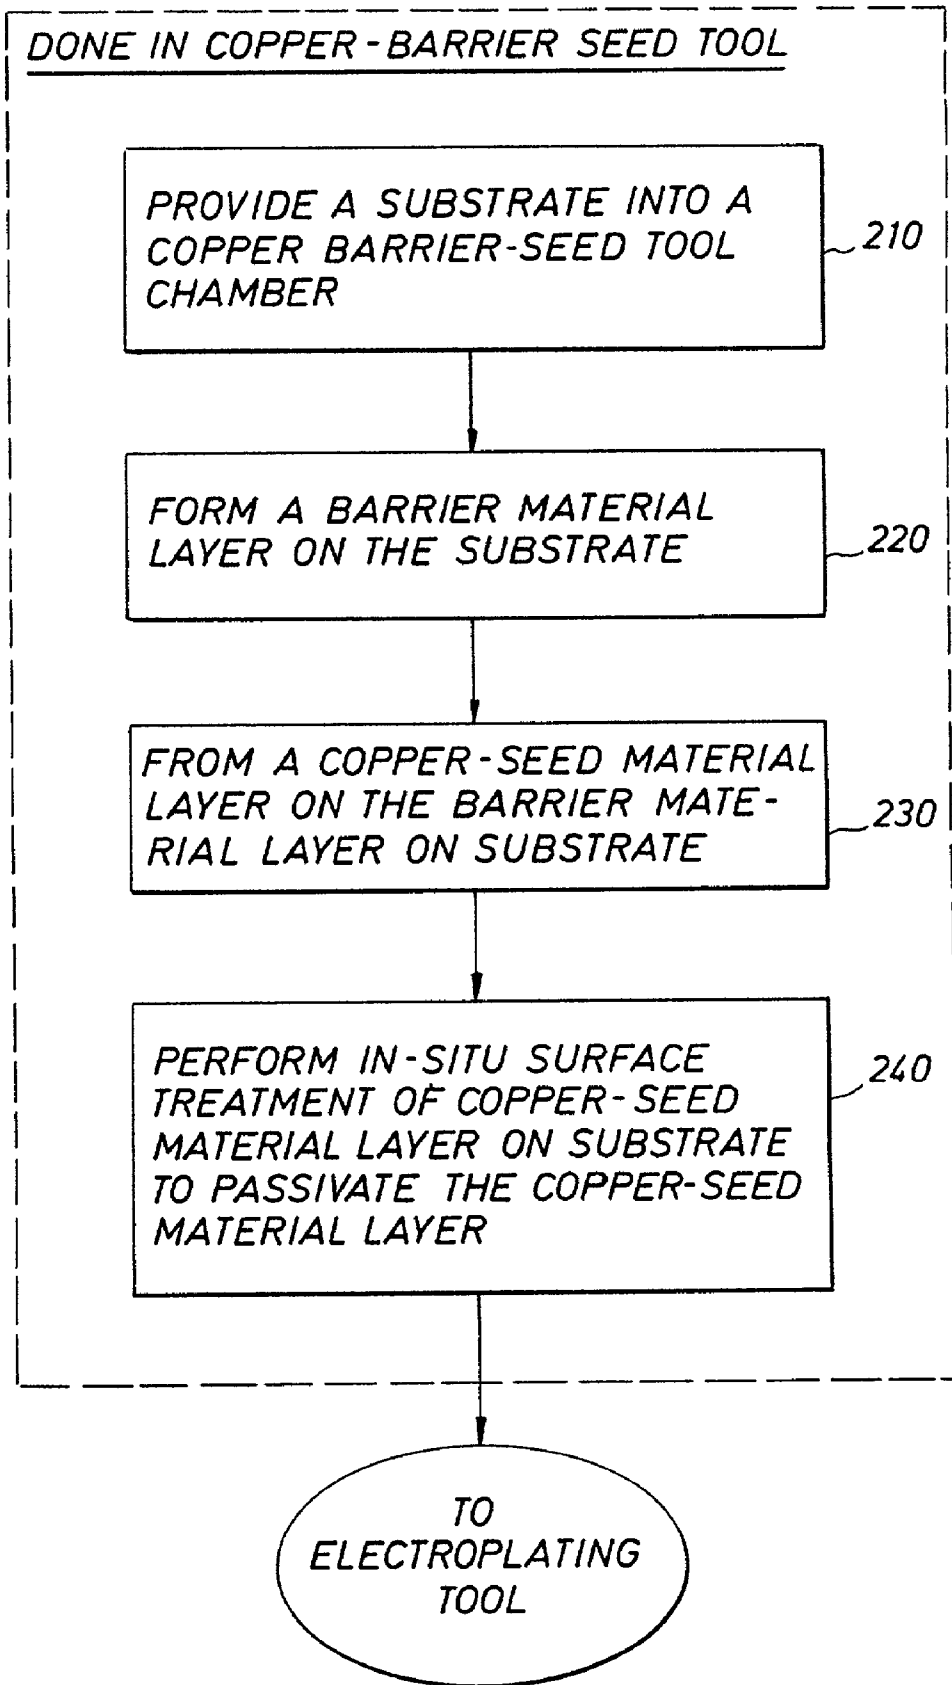 DONE IN COPPER-BARRIER SEED TOOL
PROVIDE A SUBSTRATE INTO A
COPPER BARRIER-SEED TOOL
CHAMBER
210
FORM A BARRIER MATERIAL
LAYER ON THE SUBSTRATE
220
FROM A COPPER-SEED MATERIAL
LAYER ON THE BARRIER MATE-
RIAL LAYER ON SUBSTRATE
230
PERFORM IN-SITU SURFACE
TREATMENT OF COPPER-SEED
MATERIAL LAYER ON SUBSTRATE
TO PASSIVATE THE COPPER-SEED
MATERIAL LAYER
240
TO
ELECTROPLATING
TOOL